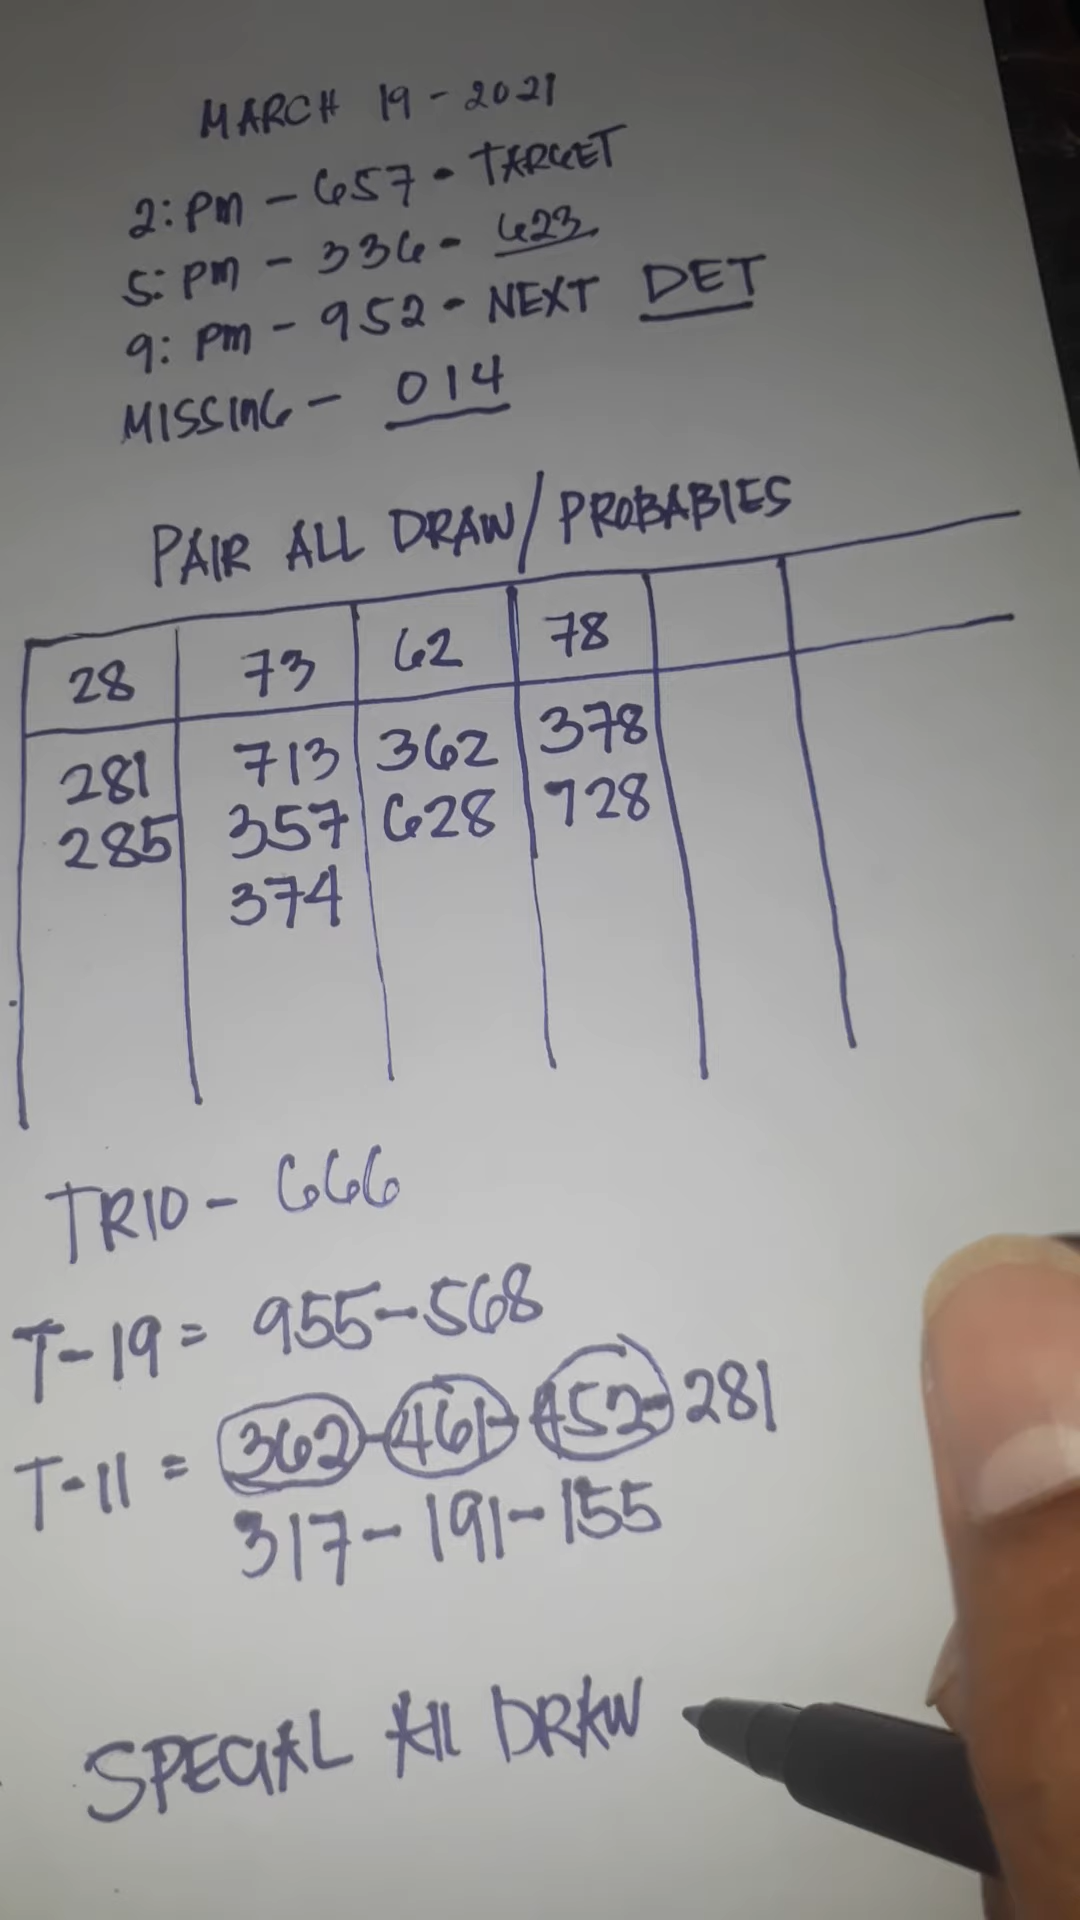 MARCH 19-2021
2:PM - 657 - TARGET
5:PM - 336 - 623
9:PM - 952 - NEXT DET
MISSING - 014
PAIR ALL DRAW/PROBABIES
28 73 62 78
281 713 362 378
285 357 628 728
374
TRIO - 666
T-19 = 955-568
T-11 = 362-461-452-281
317-191-155
SPECIAL All DRAW